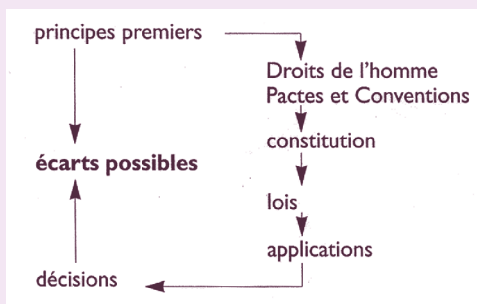 principes premiers
Droits de l'homme
Pactes et Conventions
constitution
écarts possibles
lois
applications
décisions